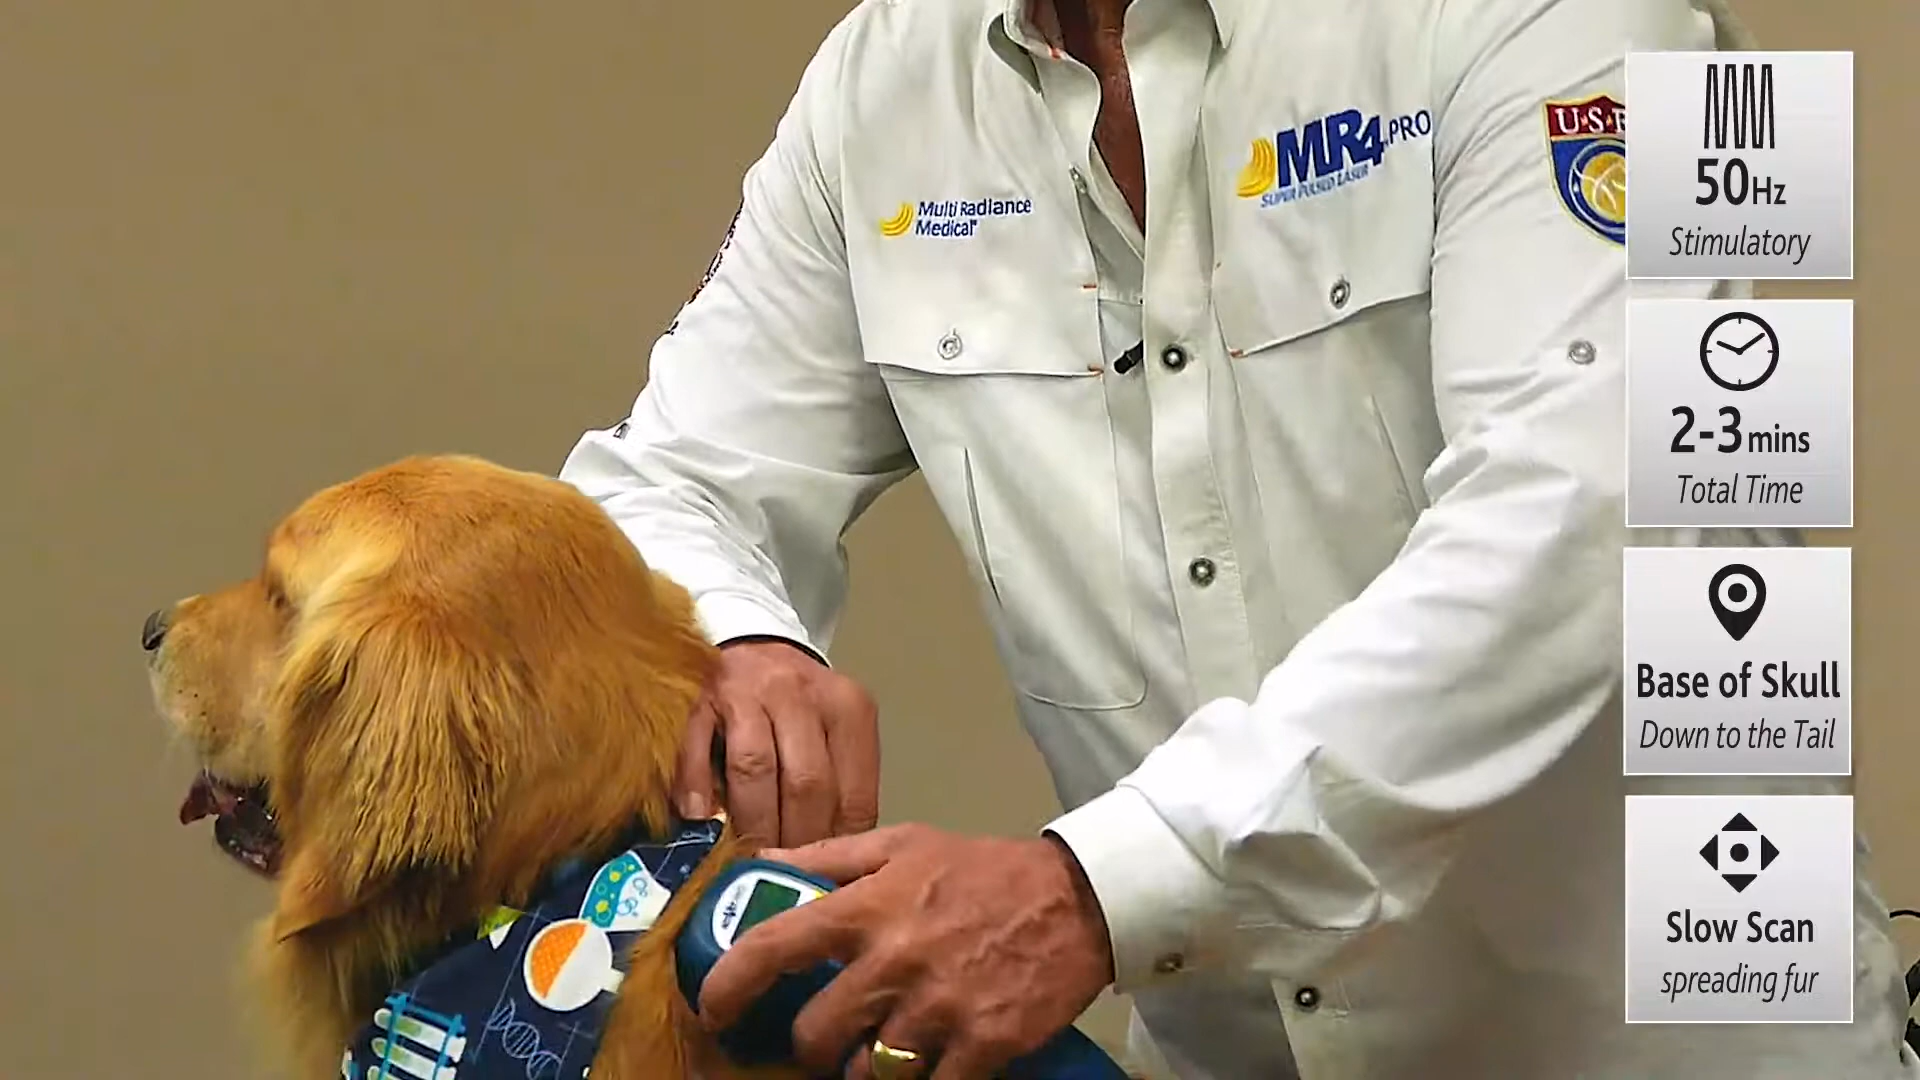 Multi Radiance
Medical
MR4 PRO
SUPER PULSED LASER
50Hz
Stimulatory
2-3 mins
Total Time
Base of Skull
Down to the Tail
Slow Scan
spreading fur